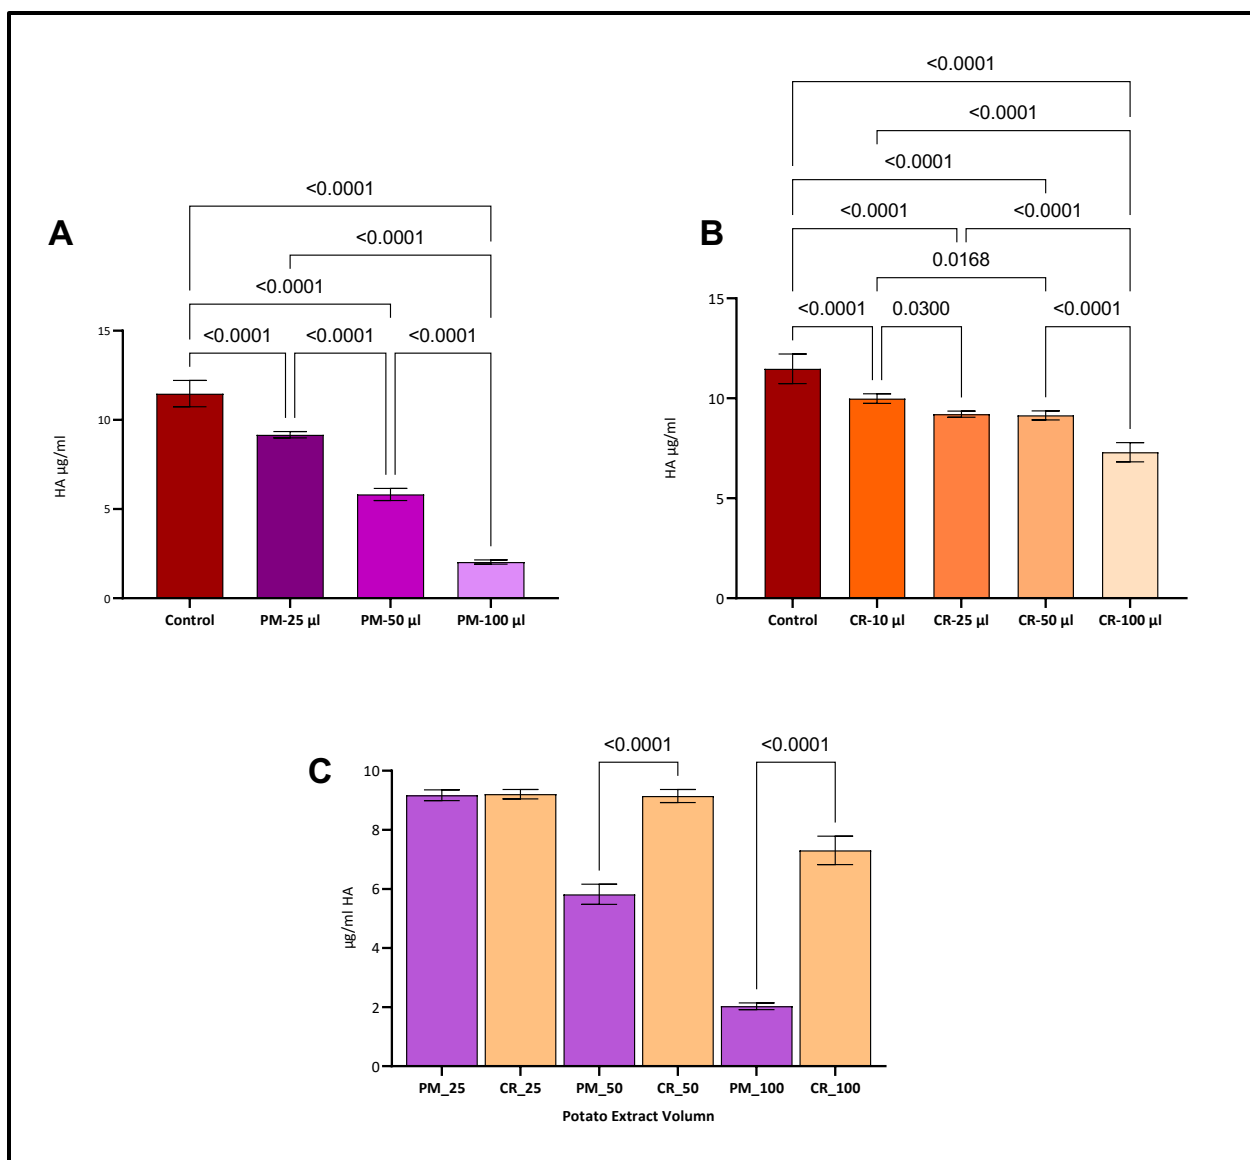 A
<0.0001
<0.0001
<0.0001
<0.0001 <0.0001 <0.0001
HA µg/ml
15
10
5
0
Control PM-25 µl PM-50 µl PM-100 µl
B
<0.0001
<0.0001
<0.0001
<0.0001 <0.0001
0.0168
<0.0001 0.0300 <0.0001
HA µg/ml
15
10
5
0
Control CR-10 µl CR-25 µl CR-50 µl CR-100 µl
C
<0.0001 <0.0001
µg/ml HA
10
8
6
4
2
0
PM_25 CR_25 PM_50 CR_50 PM_100 CR_100
Potato Extract Volumn